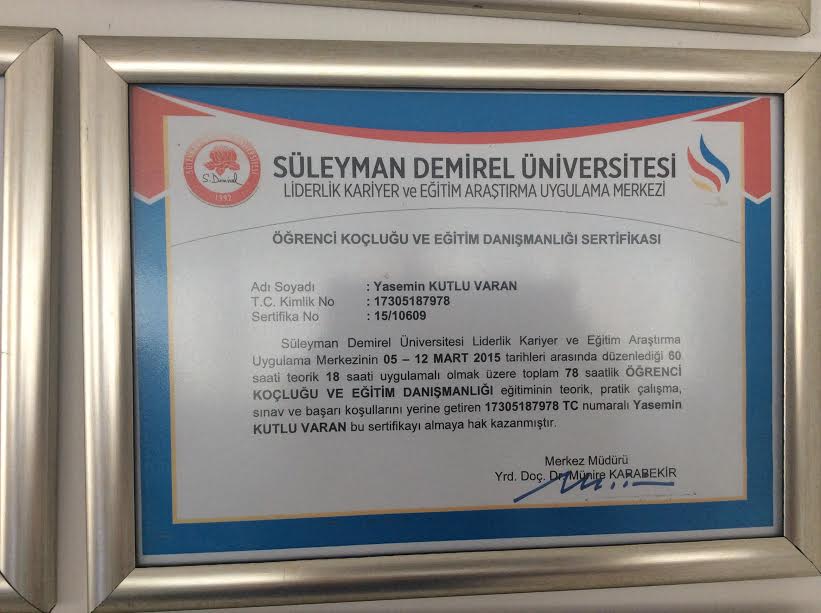 SÜLEYMAN DEMİREL ÜNİVERSİTESİ
LİDERLİK KARİYER ve EĞİTİM ARAŞTIRMA UYGULAMA MERKEZİ
S. Demirel
1992
ÖĞRENCİ KOÇLUĞU VE EĞİTİM DANIŞMANLIĞI SERTİFİKASI
Adı Soyadı : Yasemin KUTLU VARAN
T.C. Kimlik No : 17305187978
Sertifika No : 15/10609
Süleyman Demirel Üniversitesi Liderlik Kariyer ve Eğitim Araştırma
Uygulama Merkezinin 05 – 12 MART 2015 tarihleri arasında düzenlediği 60
saati teorik 18 saati uygulamalı olmak üzere toplam 78 saatlik ÖĞRENCİ
KOÇLUĞU VE EĞİTİM DANIŞMANLIĞI eğitiminin teorik, pratik çalışma,
sınav ve başarı koşullarını yerine getiren 17305187978 TC numaralı Yasemin
KUTLU VARAN bu sertifikayı almaya hak kazanmıştır.
Merkez Müdürü
Yrd. Doç. Dr. Münire KARABEKİR